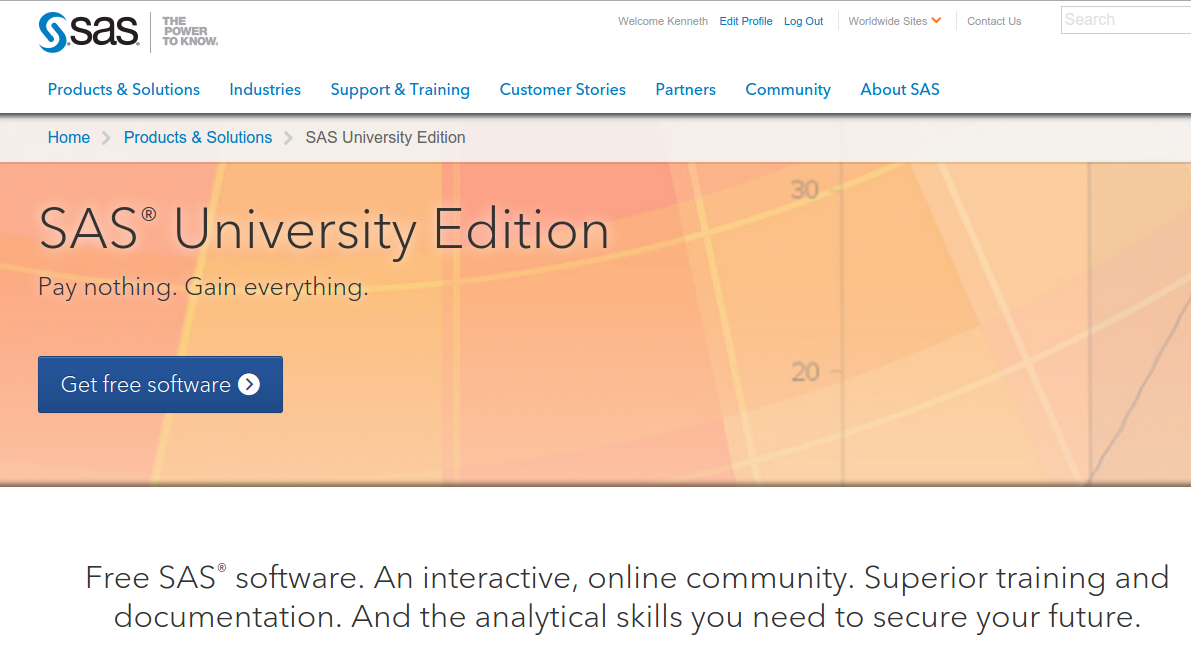 sas. THE POWER TO KNOW.
Welcome Kenneth Edit Profile Log Out Worldwide Sites Contact Us Search
Products & Solutions Industries Support & Training Customer Stories Partners Community About SAS
Home Products & Solutions SAS University Edition
SAS® University Edition
Pay nothing. Gain everything.
30
20
Get free software
Free SAS® software. An interactive, online community. Superior training and
documentation. And the analytical skills you need to secure your future.